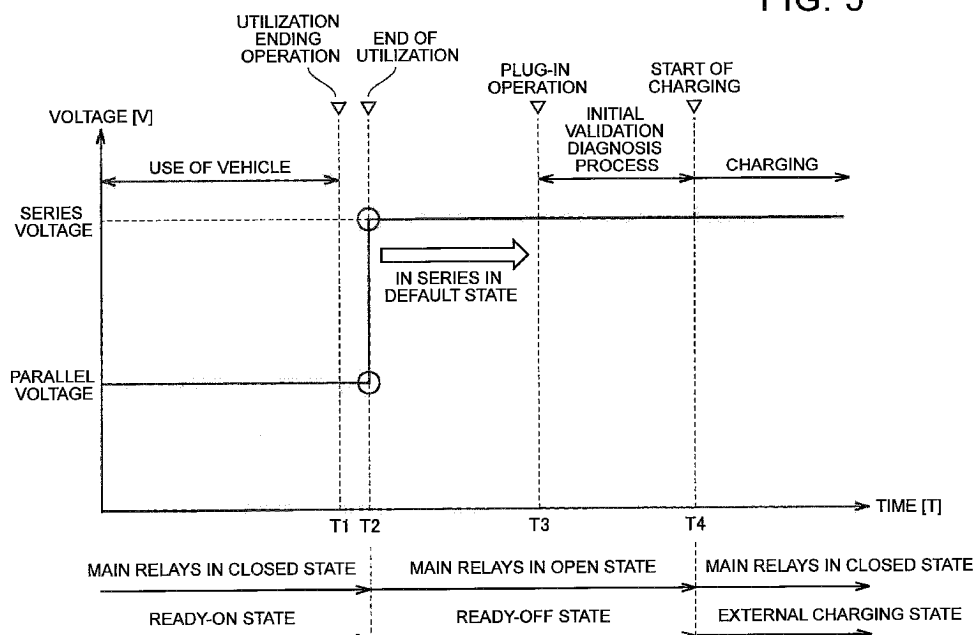 FIG. 5
UTILIZATION
ENDING
OPERATION
END OF
UTILIZATION
PLUG-IN
OPERATION
START OF
CHARGING
VOLTAGE [V]
INITIAL
VALIDATION
DIAGNOSIS
PROCESS
USE OF VEHICLE
CHARGING
SERIES
VOLTAGE
IN SERIES IN
DEFAULT STATE
PARALLEL
VOLTAGE
TIME [T]
T1 T2 T3 T4
MAIN RELAYS IN CLOSED STATE MAIN RELAYS IN OPEN STATE MAIN RELAYS IN CLOSED STATE
READY-ON STATE READY-OFF STATE EXTERNAL CHARGING STATE